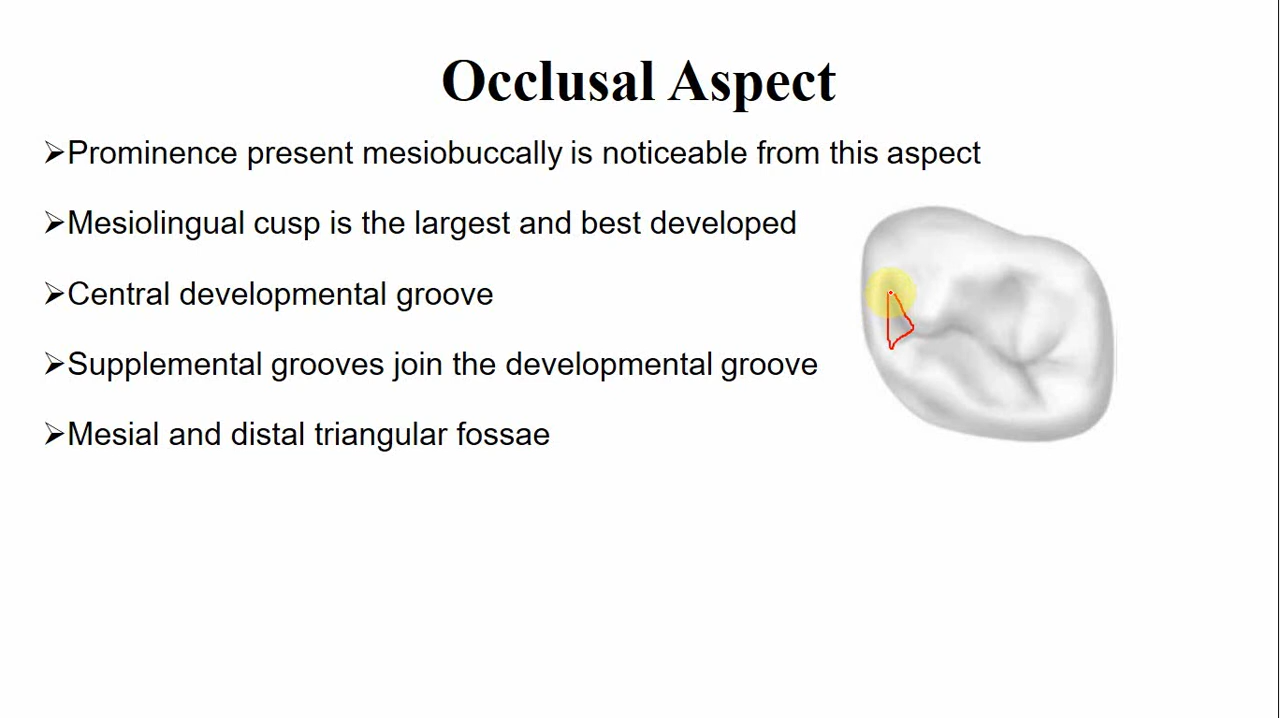 Occlusal Aspect
➢Prominence present mesiobuccally is noticeable from this aspect
➢Mesiolingual cusp is the largest and best developed
➢Central developmental groove
➢Supplemental grooves join the developmental groove
➢Mesial and distal triangular fossae